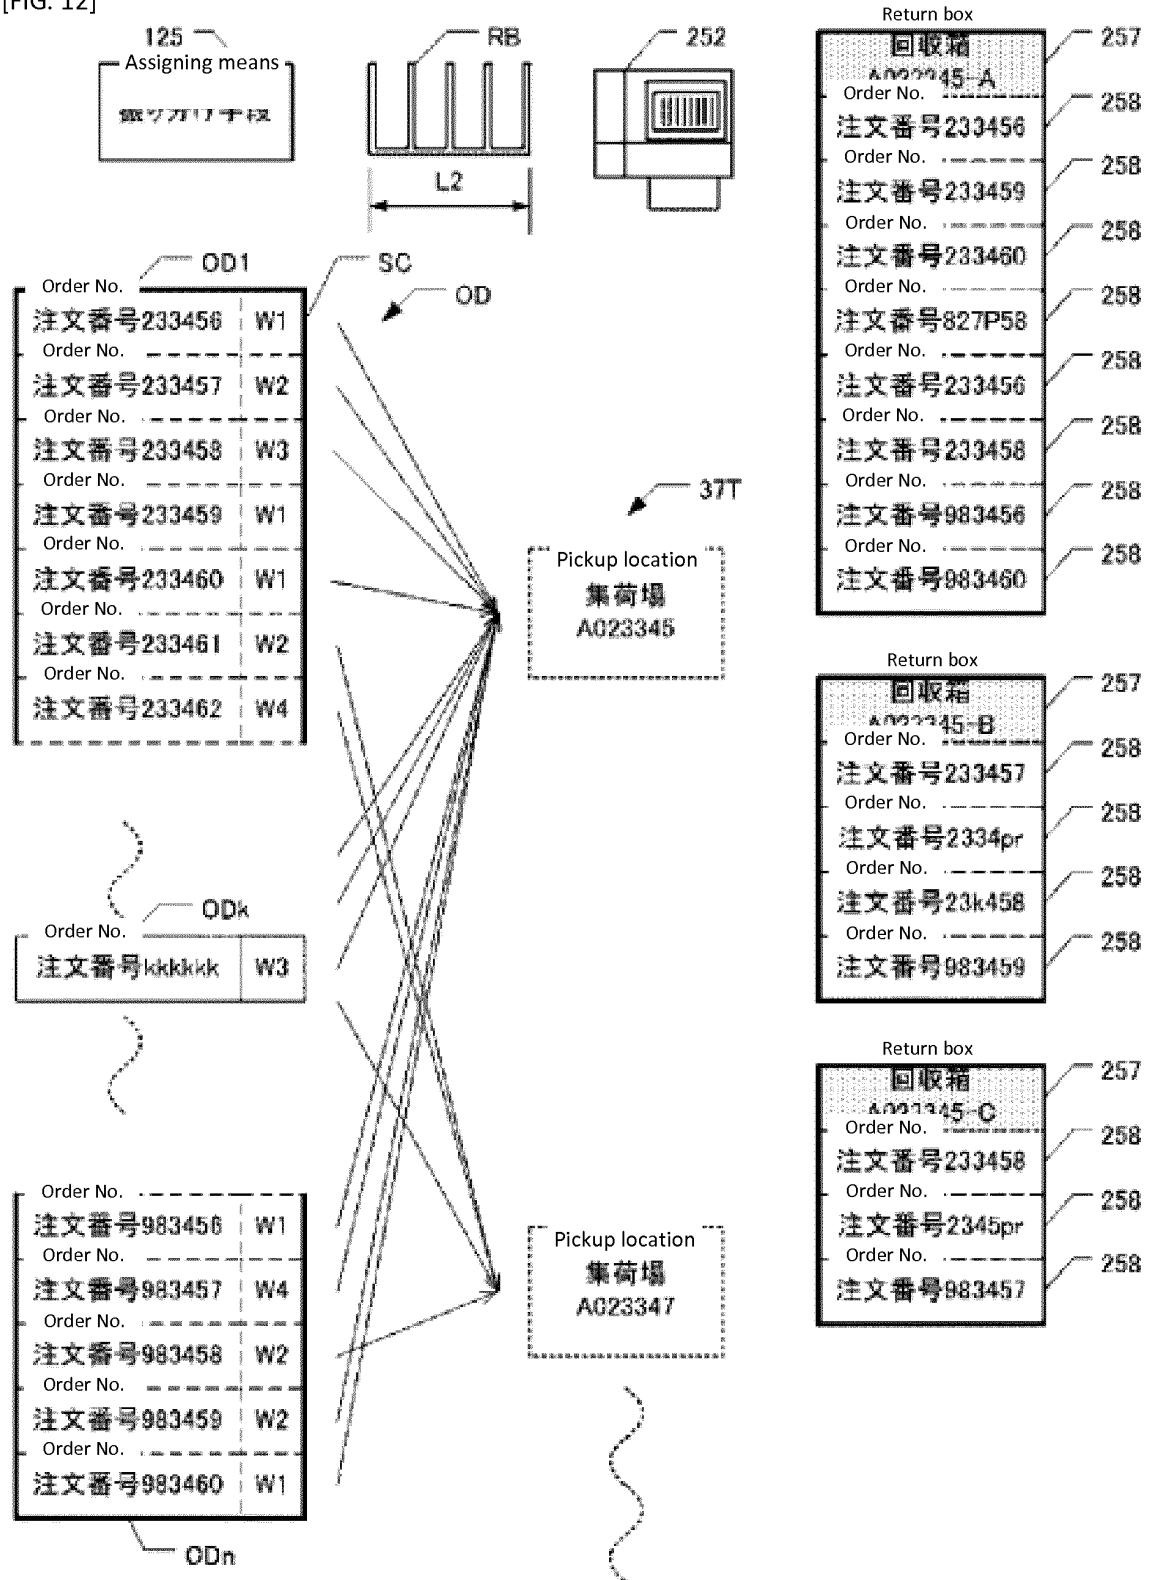 [FIG. 12]
125
Assigning means
振り分け手段
RB
L2
252
OD1
SC
OD
Order No.
注文番号233456 W1
Order No.
注文番号233457 W2
Order No.
注文番号233458 W3
Order No.
注文番号233459 W1
Order No.
注文番号233460 W1
Order No.
注文番号233461 W2
Order No.
注文番号233462 W4
ODk
Order No.
注文番号kkkkkk W3
Order No.
注文番号983456 W1
Order No.
注文番号983457 W4
Order No.
注文番号983458 W2
Order No.
注文番号983459 W2
Order No.
注文番号983460 W1
ODn
37T
Pickup location
集荷場
A023345
Pickup location
集荷場
A023347
Return box
回収箱 257
A023345-A
Order No.
258
注文番号233456
Order No.
258
注文番号233459
Order No.
258
注文番号233460
Order No.
258
注文番号827P58
Order No.
258
注文番号233456
Order No.
258
注文番号233458
Order No.
258
注文番号983456
Order No.
258
注文番号983460
Return box
回収箱 257
A023345-B
Order No.
258
注文番号233457
Order No.
258
注文番号2334pr
Order No.
258
注文番号23k458
Order No.
258
注文番号983459
Return box
回収箱 257
A023345-C
Order No.
258
注文番号233458
Order No.
258
注文番号2345pr
Order No.
258
注文番号983457